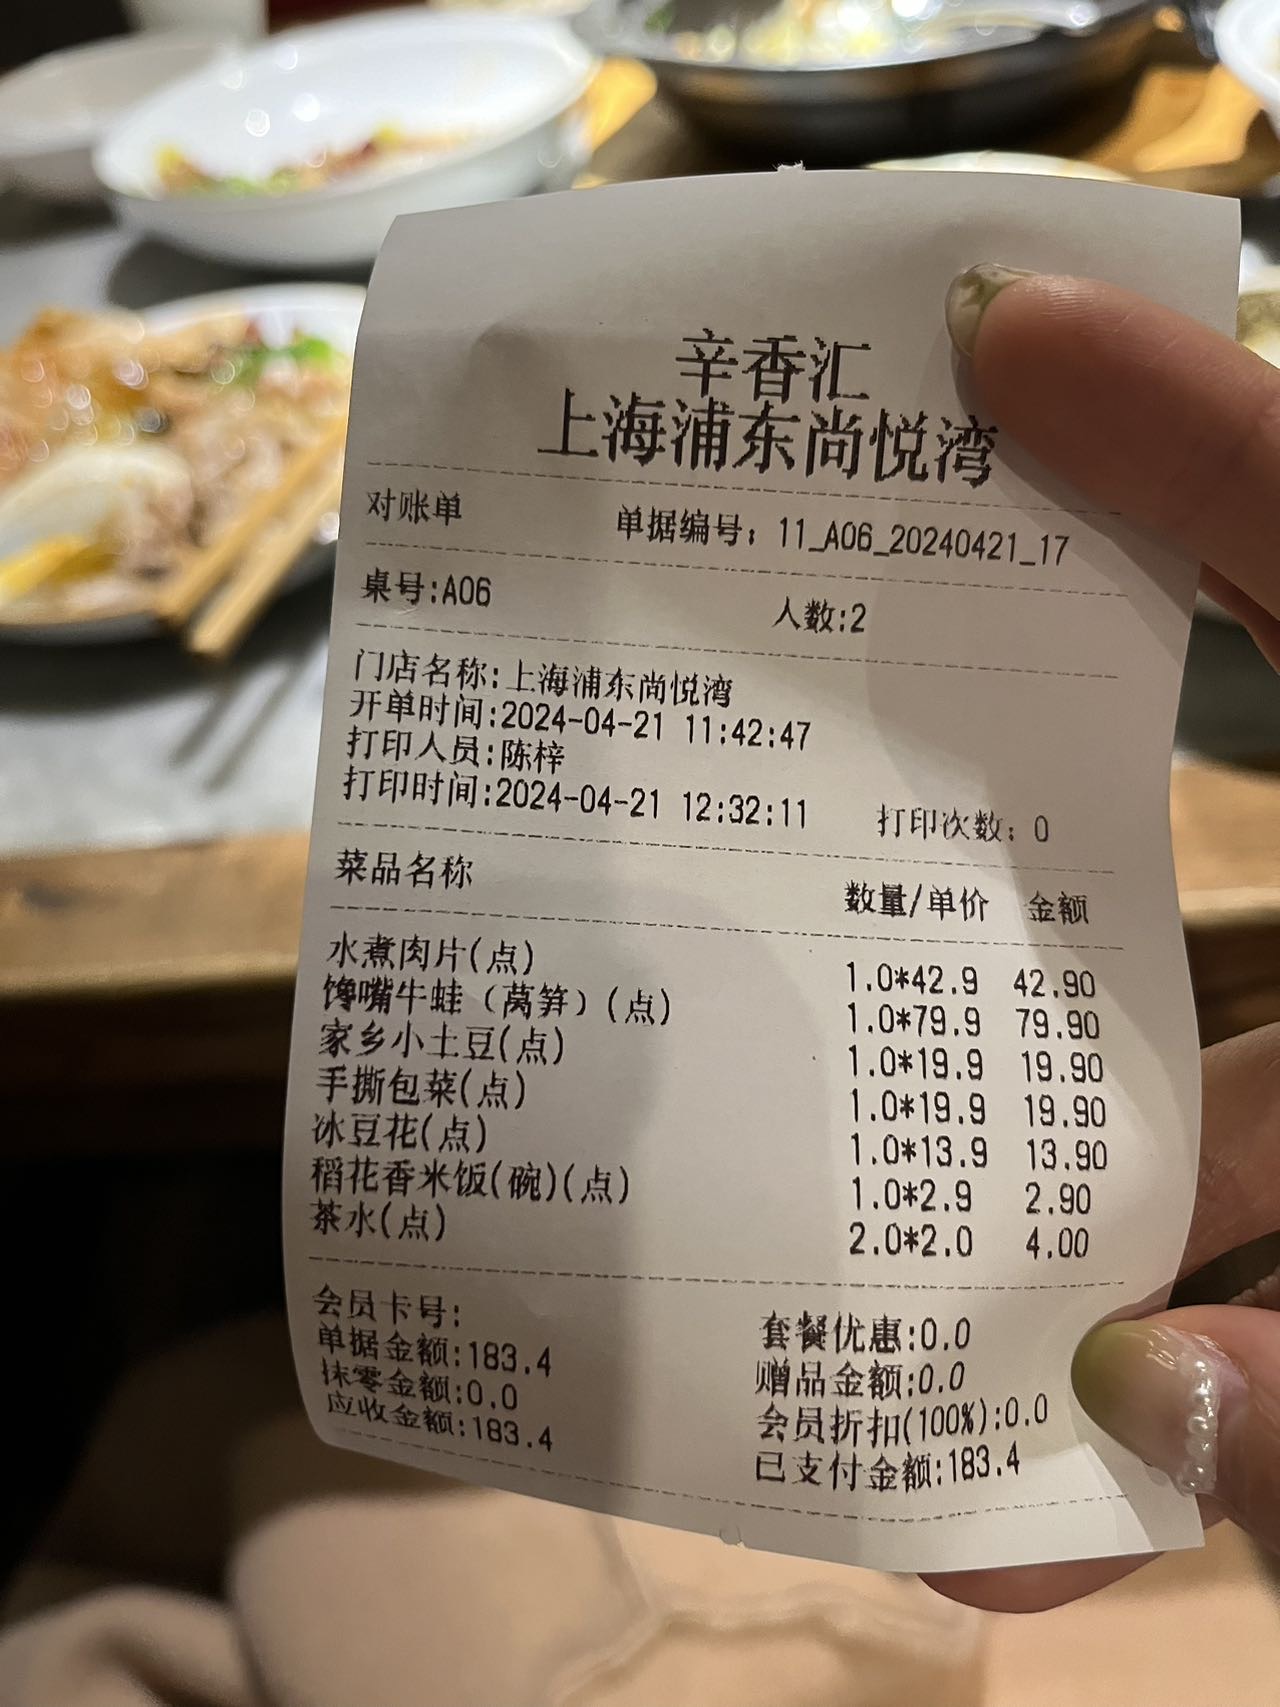 辛香汇
上海浦东尚悦湾
对账单 单据编号：11_A06_20240421_17
桌号:A06 人数:2
门店名称:上海浦东尚悦湾
开单时间:2024-04-21 11:42:47
打印人员:陈梓
打印时间:2024-04-21 12:32:11 打印次数：0
菜品名称 数量/单价 金额
水煮肉片(点) 1.0*42.9 42.90
馋嘴牛蛙（莴笋）(点) 1.0*79.9 79.90
家乡小土豆(点) 1.0*19.9 19.90
手撕包菜(点) 1.0*19.9 19.90
冰豆花(点) 1.0*13.9 13.90
稻花香米饭(碗)(点) 1.0*2.9 2.90
茶水(点) 2.0*2.0 4.00
会员卡号: 套餐优惠:0.0
单据金额:183.4 赠品金额:0.0
抹零金额:0.0 会员折扣(100%):0.0
应收金额:183.4 已支付金额:183.4